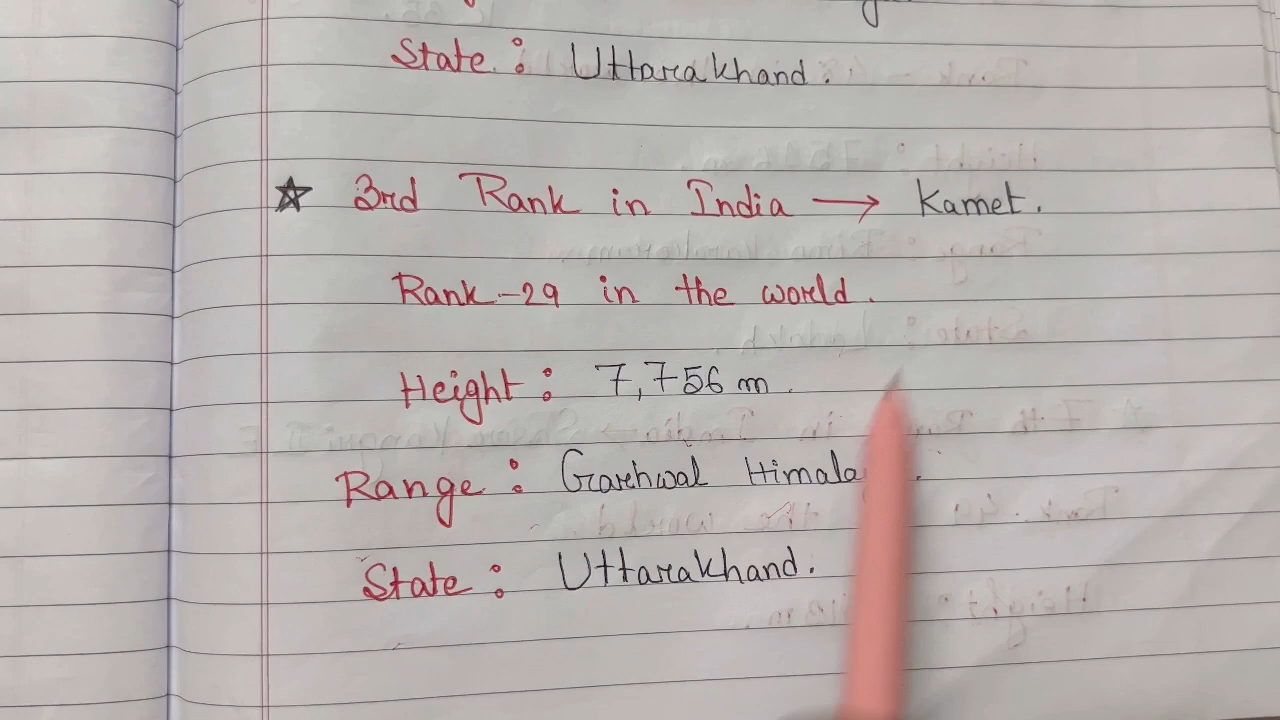 State : Uttarakhand.
☆ 3rd Rank in India → Kamet.
Rank-29 in the world.
Height : 7,756 m.
Range : Garhwal Himala
State : Uttarakhand.